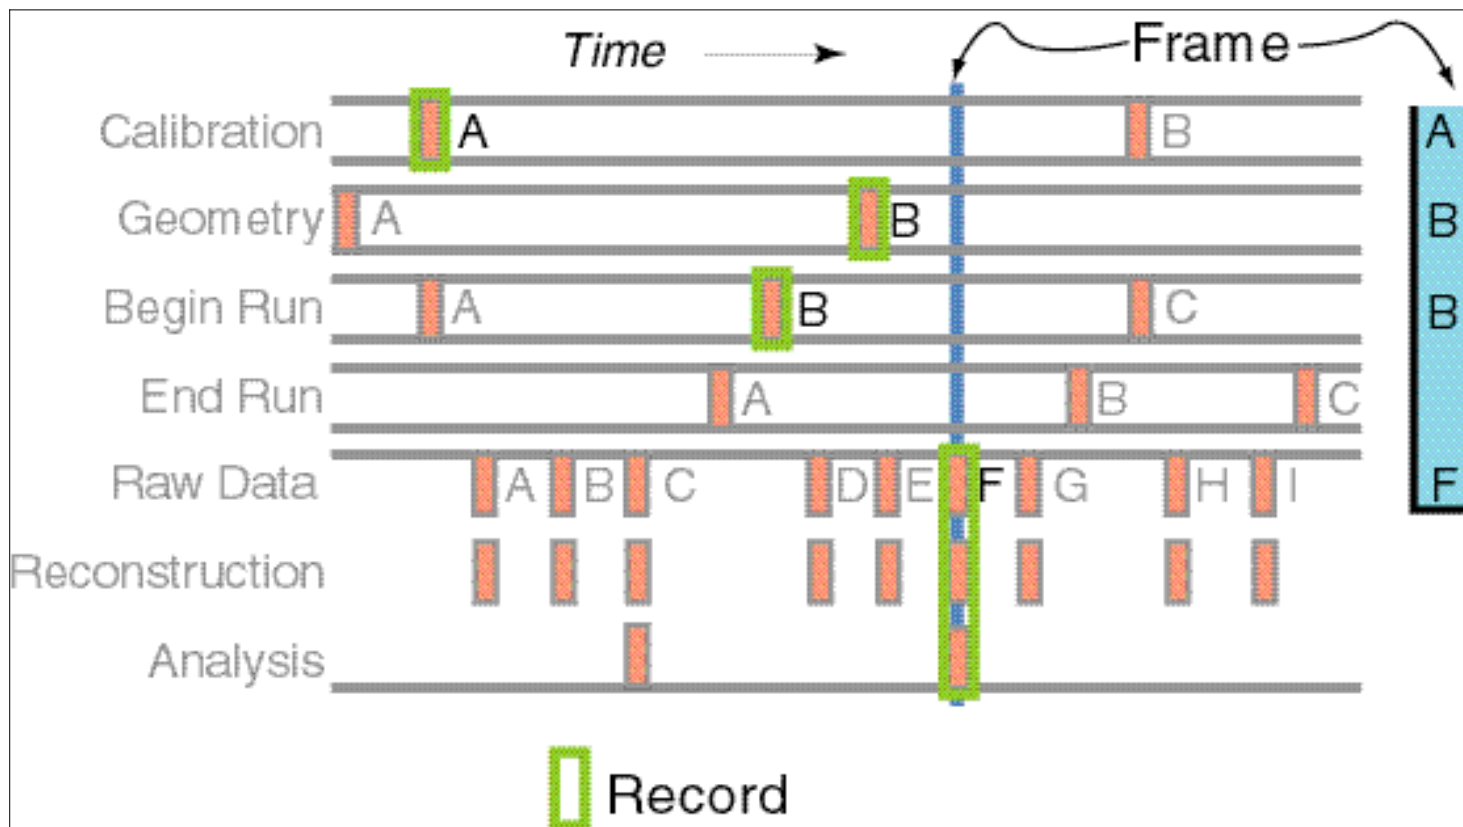 Time Frame
Calibration A B A
Geometry A B B
Begin Run A B C B
End Run A B C
Raw Data A B C D E F G H I F
Reconstruction
Analysis
Record